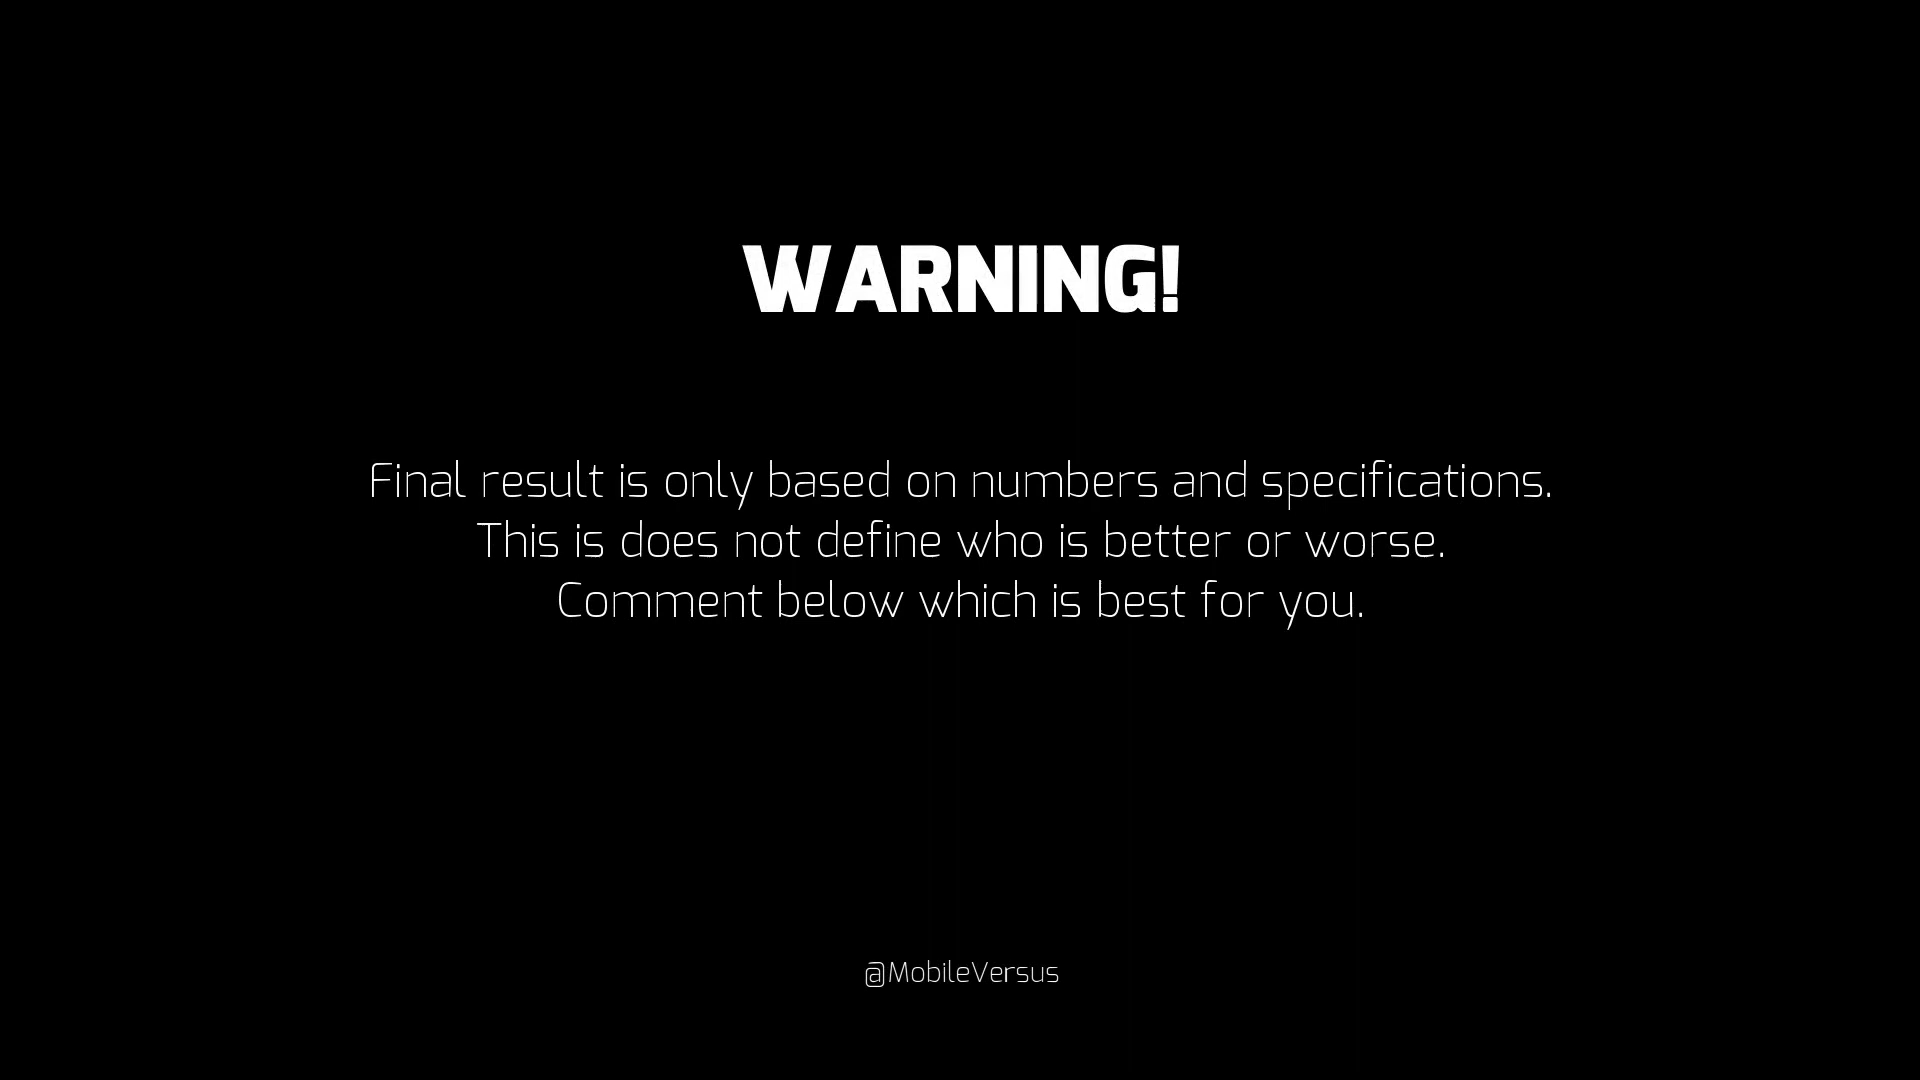 WARNING!
Final result is only based on numbers and specifications.
This is does not define who is better or worse.
Comment below which is best for you.
@MobileVersus